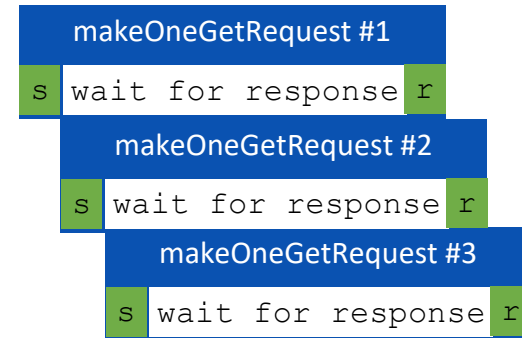 makeOneGetRequest #1
s wait for response r
makeOneGetRequest #2
s wait for response r
makeOneGetRequest #3
s wait for response r